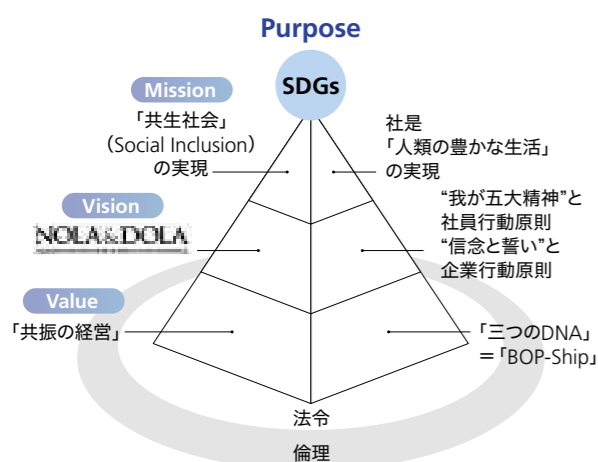 Purpose
SDGs
Mission
「共生社会」
（Social Inclusion）
の実現
社是
「人類の豊かな生活」
の実現
Vision
NOLA&DOLA
“我が五大精神”と
社員行動原則
“信念と誓い”と
企業行動原則
Value
「共振の経営」
「三つのDNA」
＝「BOP-Ship」
法令
倫理